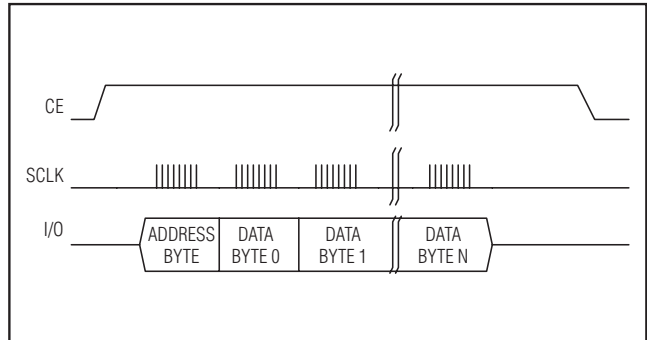 CE
SCLK
I/O
ADDRESS
BYTE
DATA
BYTE 0
DATA
BYTE 1
DATA
BYTE N